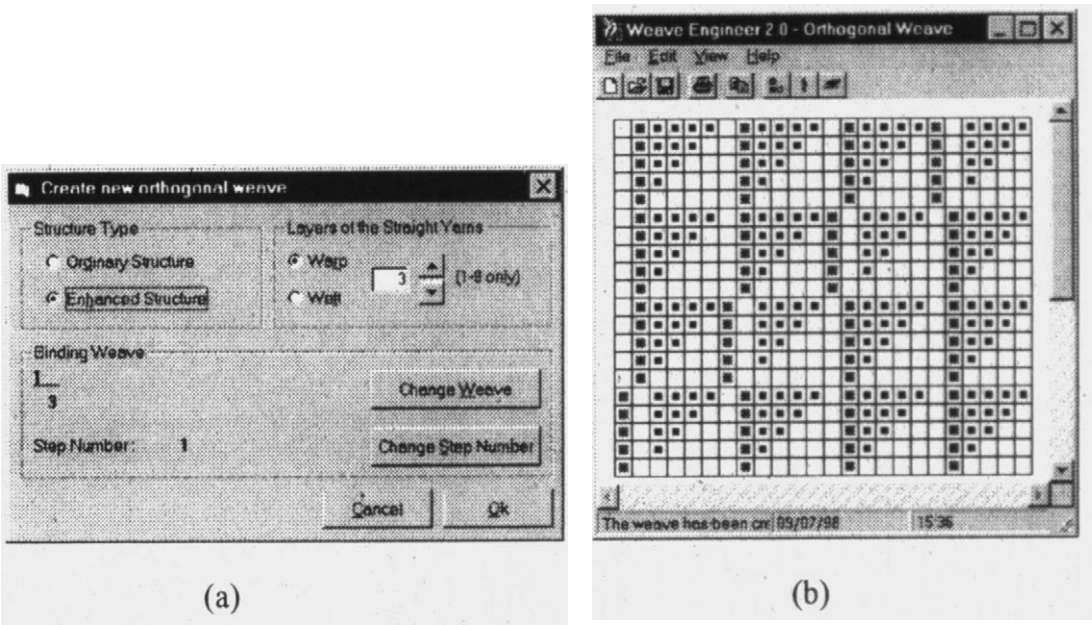 Create new orthogonal weave
Structure Type
Ordinary Structure
Enhanced Structure
Layers of the Straight Yarns
Warp
Weft
3
(1-8 only)
Binding Weave
1
3
Change Weave
Step Number: 1
Change Step Number
Cancel
Ok
(a)
Weave Engineer 2.0 - Orthogonal Weave
File Edit View Help
The weave has been cre 09/07/98 15:36
(b)